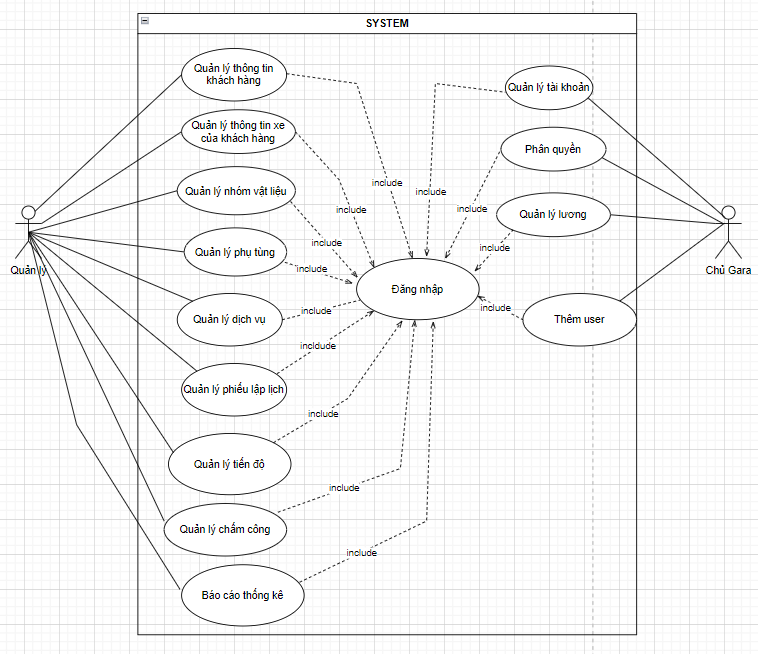 SYSTEM
Quản lý thông tin
khách hàng
Quản lý tài khoản
Quản lý thông tin xe
của khách hàng
Phân quyền
include
include
Quản lý nhóm vật liệu
include
include
Quản lý lương
Quản lý
Chủ Gara
include
include
Quản lý phụ tùng
include
Đăng nhập
include
include
Quản lý dịch vụ
Thêm user
incldude
Quản lý phiếu lập lịch
include
Quản lý tiến độ
include
Quản lý chấm công
include
Báo cáo thống kê